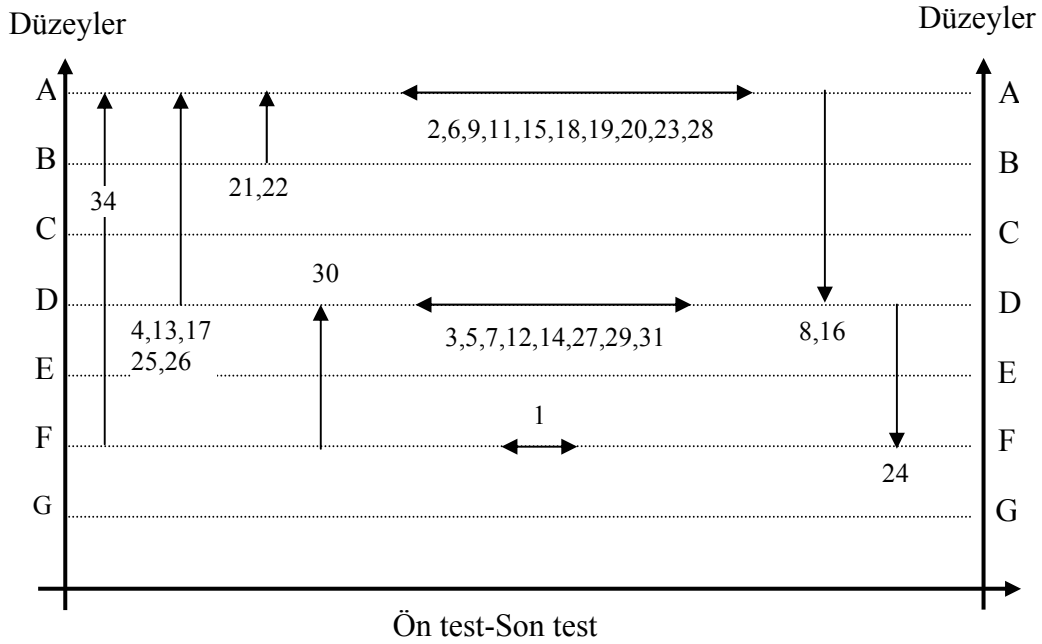 Düzeyler Düzeyler
A A
2,6,9,11,15,18,19,20,23,28
B B
21,22
34
C C
30
D D
4,13,17 3,5,7,12,14,27,29,31 8,16
25,26
E E
1
F F
24
G G
Ön test-Son test